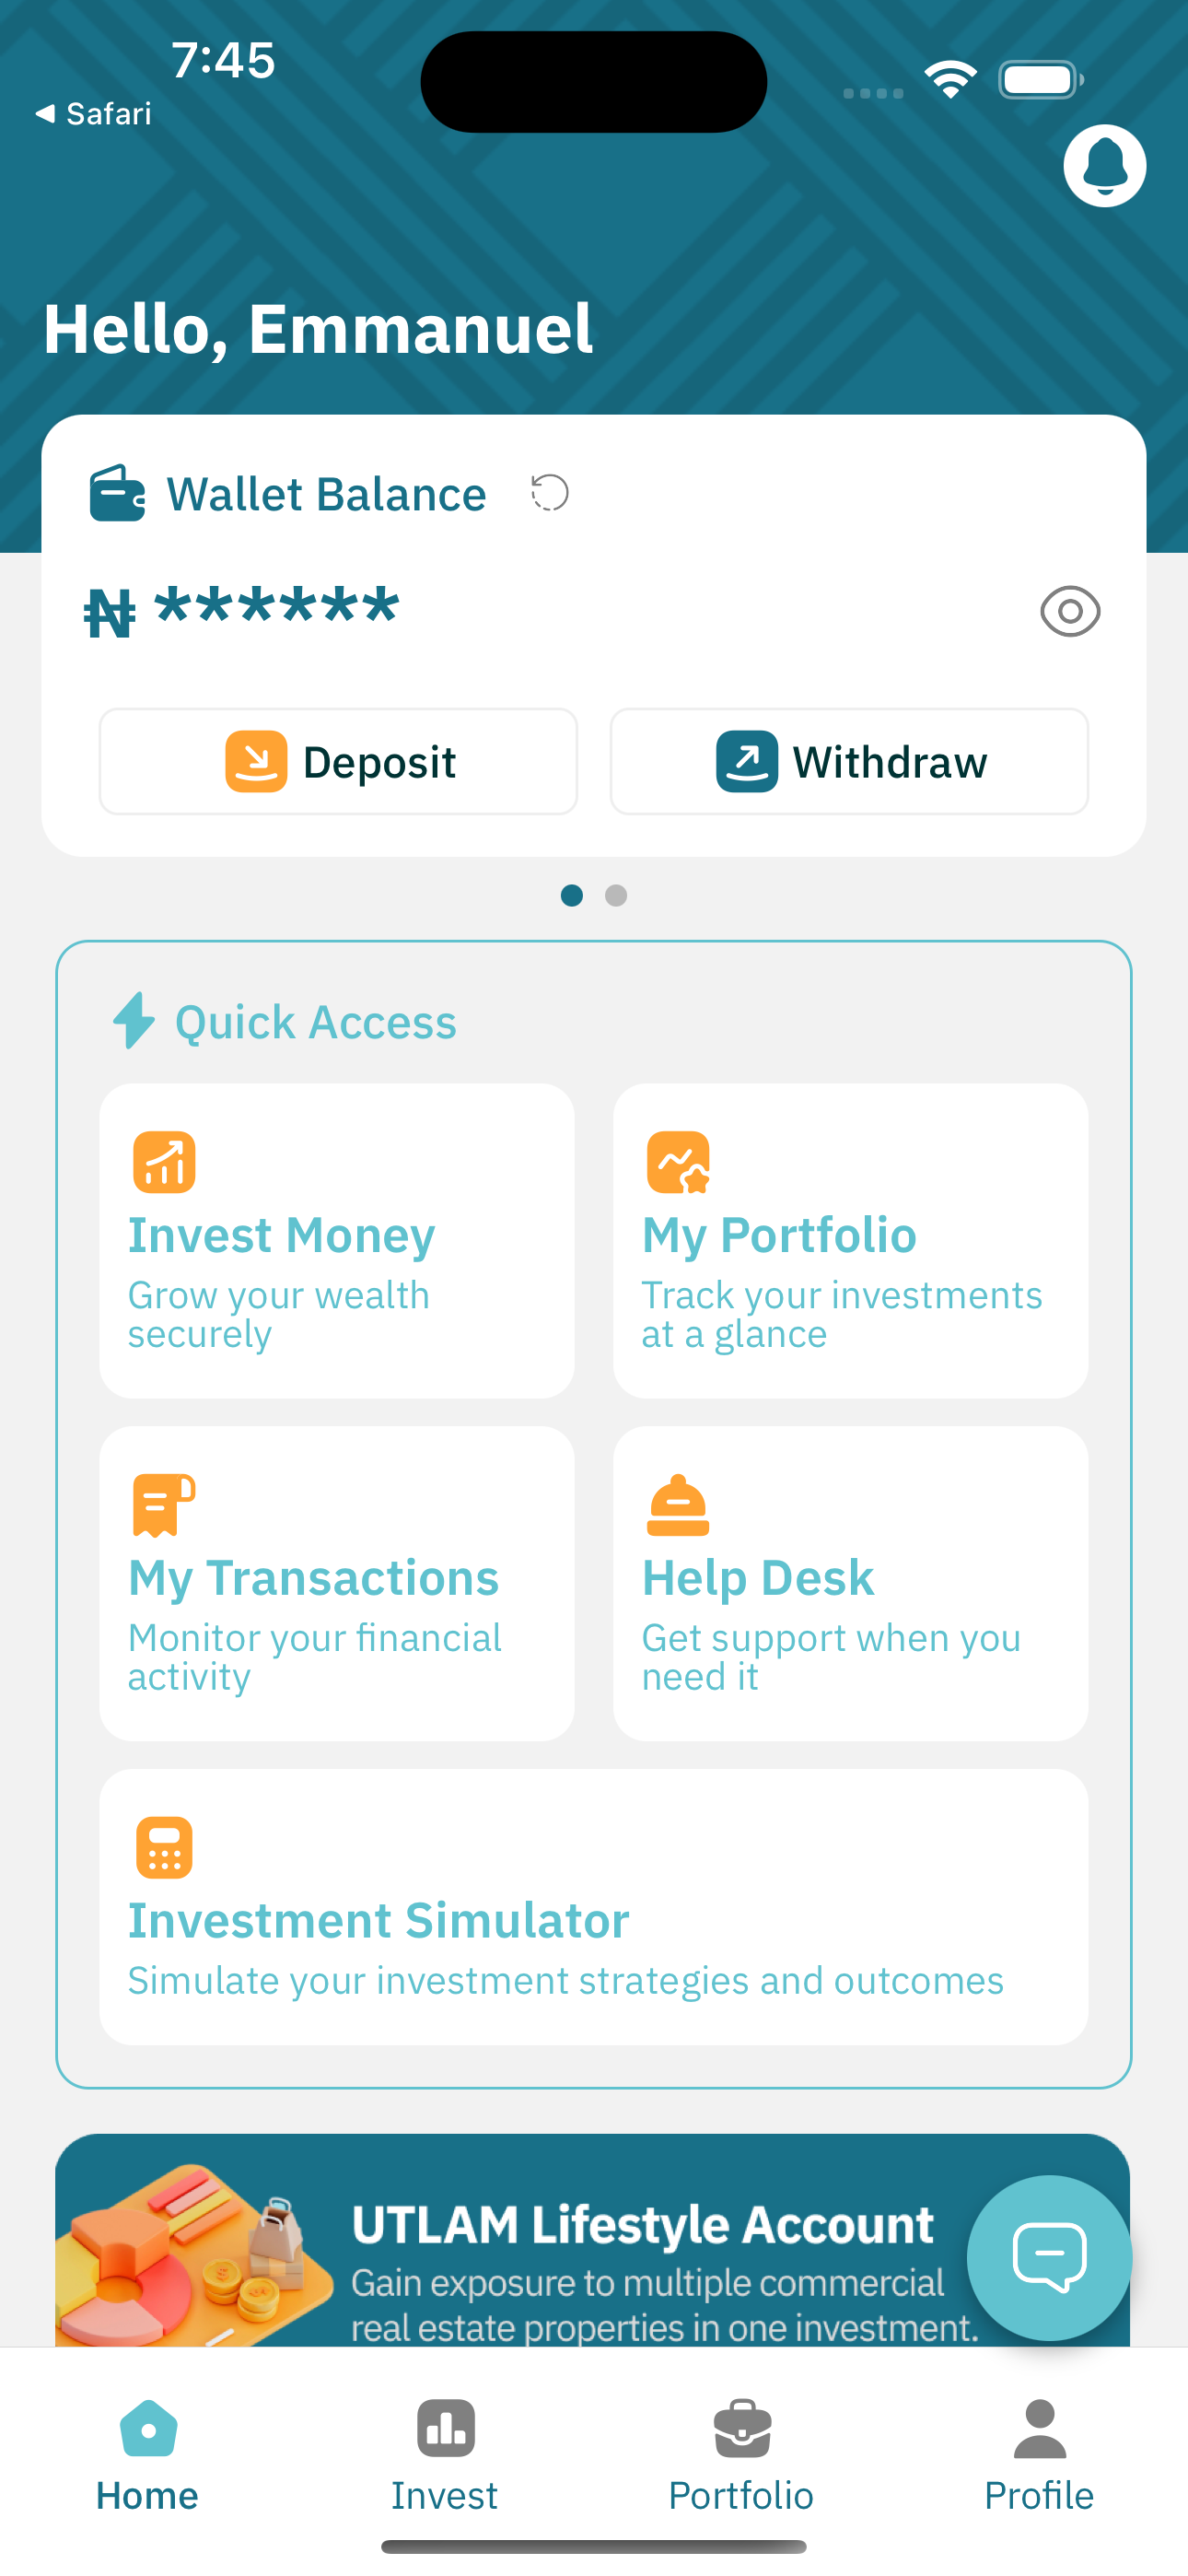 7:45
Safari
Hello, Emmanuel
Wallet Balance
₦ ******
Deposit
Withdraw
Quick Access
Invest Money
Grow your wealth
securely
My Portfolio
Track your investments
at a glance
My Transactions
Monitor your financial
activity
Help Desk
Get support when you
need it
Investment Simulator
Simulate your investment strategies and outcomes
UTLAM Lifestyle Account
Gain exposure to multiple commercial
real estate properties in one investment.
Home
Invest
Portfolio
Profile